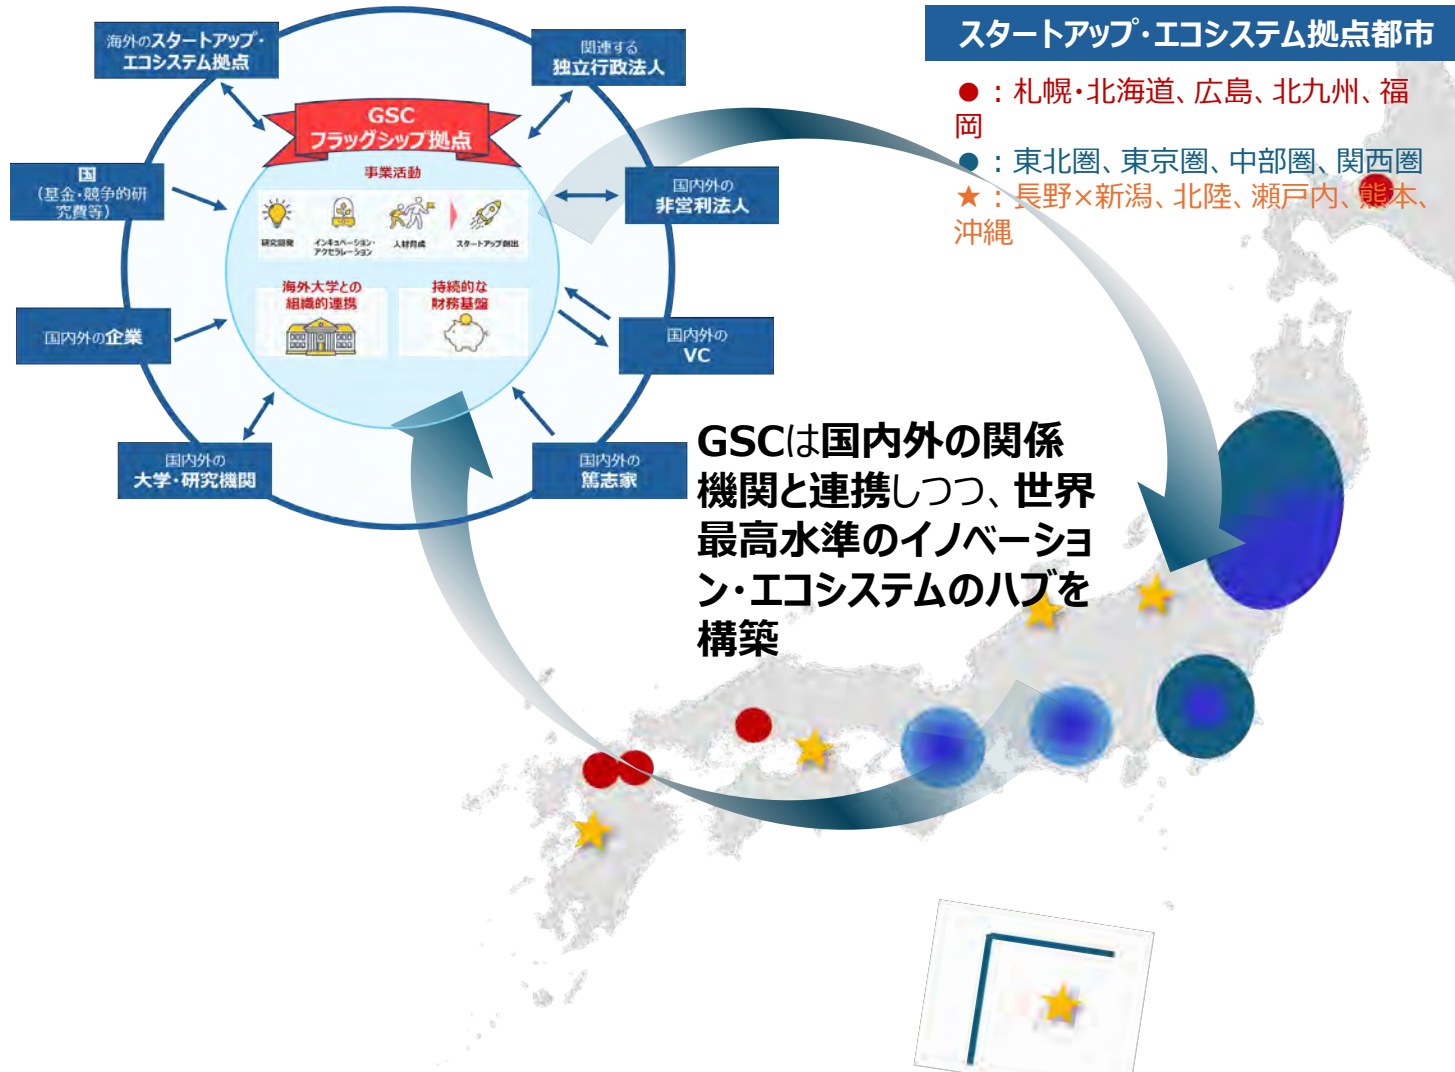 海外のスタートアップ・
エコシステム拠点
関連する
独立行政法人
GSC
フラッグシップ拠点
国
（基金・競争的研
究費等）
事業活動
国内外の
非営利法人
研究開発
インキュベーション・
アクセラレーション
人材育成
スタートアップ創出
海外大学との
組織的連携
持続的な
財務基盤
国内外の企業
国内外の
VC
国内外の
大学・研究機関
国内外の
篤志家
スタートアップ・エコシステム拠点都市
●：札幌・北海道、広島、北九州、福
岡
●：東北圏、東京圏、中部圏、関西圏
★：長野×新潟、北陸、瀬戸内、熊本、
沖縄
GSCは国内外の関係
機関と連携しつつ、世界
最高水準のイノベーショ
ン・エコシステムのハブを
構築